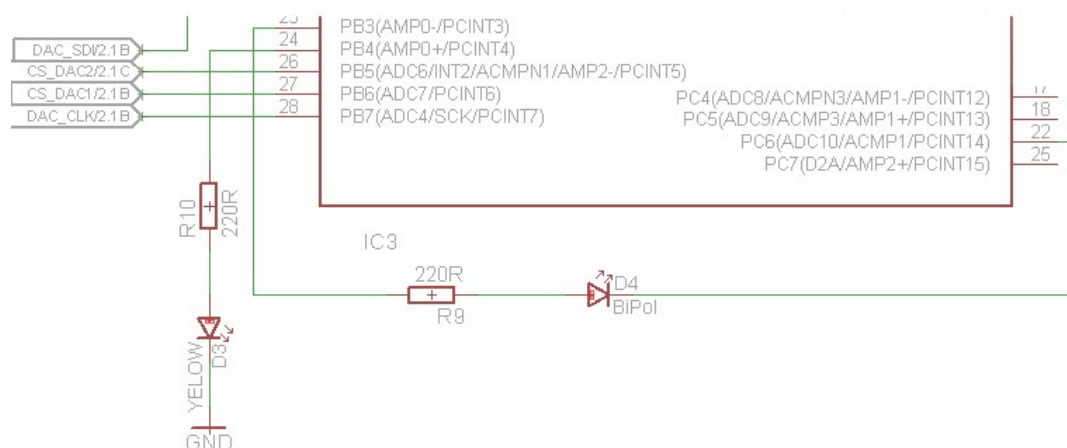 23
PB3(AMP0-/PCINT3)
DAC_SDI/2.1B
24
PB4(AMP0+/PCINT4)
CS_DAC2/2.1C
26
PB5(ADC6/INT2/ACMPN1/AMP2-/PCINT5)
CS_DAC1/2.1B
27
PB6(ADC7/PCINT6)
DAC_CLK/2.1B
28
PB7(ADC4/SCK/PCINT7)
PC4(ADC8/ACMPN3/AMP1-/PCINT12)
17
PC5(ADC9/ACMP3/AMP1+/PCINT13)
18
PC6(ADC10/ACMP1/PCINT14)
22
PC7(D2A/AMP2+/PCINT15)
25
R10
220R
IC3
220R
R9
D4
BiPol
YELOW
D3
GND